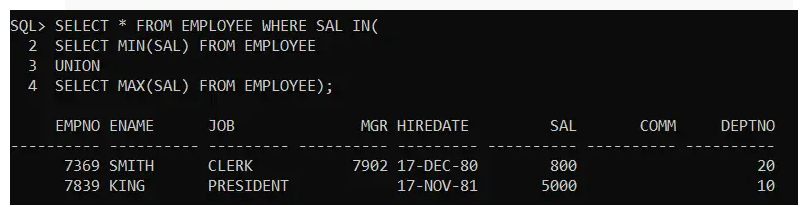 SQL> SELECT * FROM EMPLOYEE WHERE SAL IN(
  2  SELECT MIN(SAL) FROM EMPLOYEE
  3  UNION
  4  SELECT MAX(SAL) FROM EMPLOYEE);

     EMPNO ENAME      JOB              MGR HIREDATE         SAL       COMM     DEPTNO
---------- ---------- --------- ---------- --------- ---------- ---------- ----------
      7369 SMITH      CLERK           7902 17-DEC-80        800                    20
      7839 KING       PRESIDENT            17-NOV-81       5000                    10